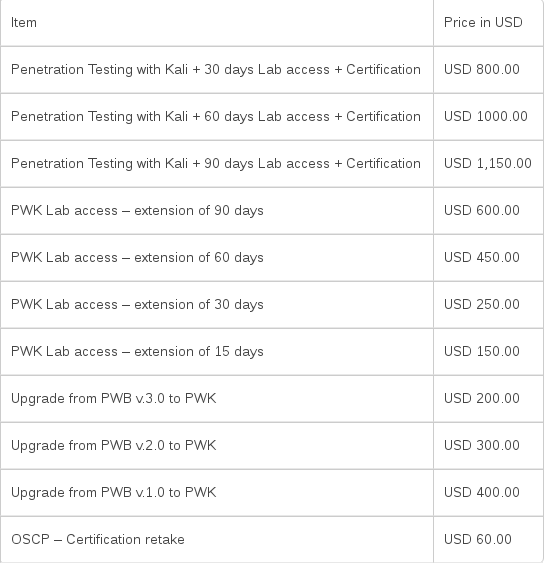 Item Price in USD
Penetration Testing with Kali + 30 days Lab access + Certification USD 800.00
Penetration Testing with Kali + 60 days Lab access + Certification USD 1000.00
Penetration Testing with Kali + 90 days Lab access + Certification USD 1,150.00
PWK Lab access – extension of 90 days USD 600.00
PWK Lab access – extension of 60 days USD 450.00
PWK Lab access – extension of 30 days USD 250.00
PWK Lab access – extension of 15 days USD 150.00
Upgrade from PWB v.3.0 to PWK USD 200.00
Upgrade from PWB v.2.0 to PWK USD 300.00
Upgrade from PWB v.1.0 to PWK USD 400.00
OSCP – Certification retake USD 60.00